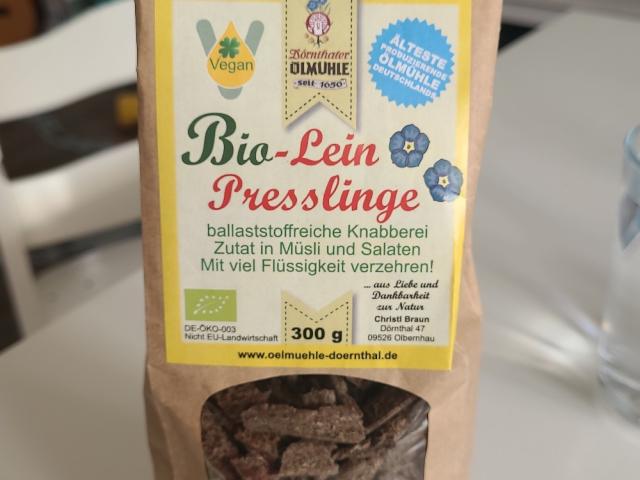 Vegan
Dörnthaler
ÖLMÜHLE
- seit 1650 -
ÄLTESTE
PRODUZIERENDE
ÖLMÜHLE
DEUTSCHLANDS
Bio-Lein
Presslinge
ballaststoffreiche Knabberei
Zutat in Müsli und Salaten
Mit viel Flüssigkeit verzehren!
... aus Liebe und
Dankbarkeit
zur Natur
Christl Braun
Dörnthal 47
09526 Olbernhau
DE-ÖKO-003
Nicht EU-Landwirtschaft
300 g
www.oelmuehle-doernthal.de